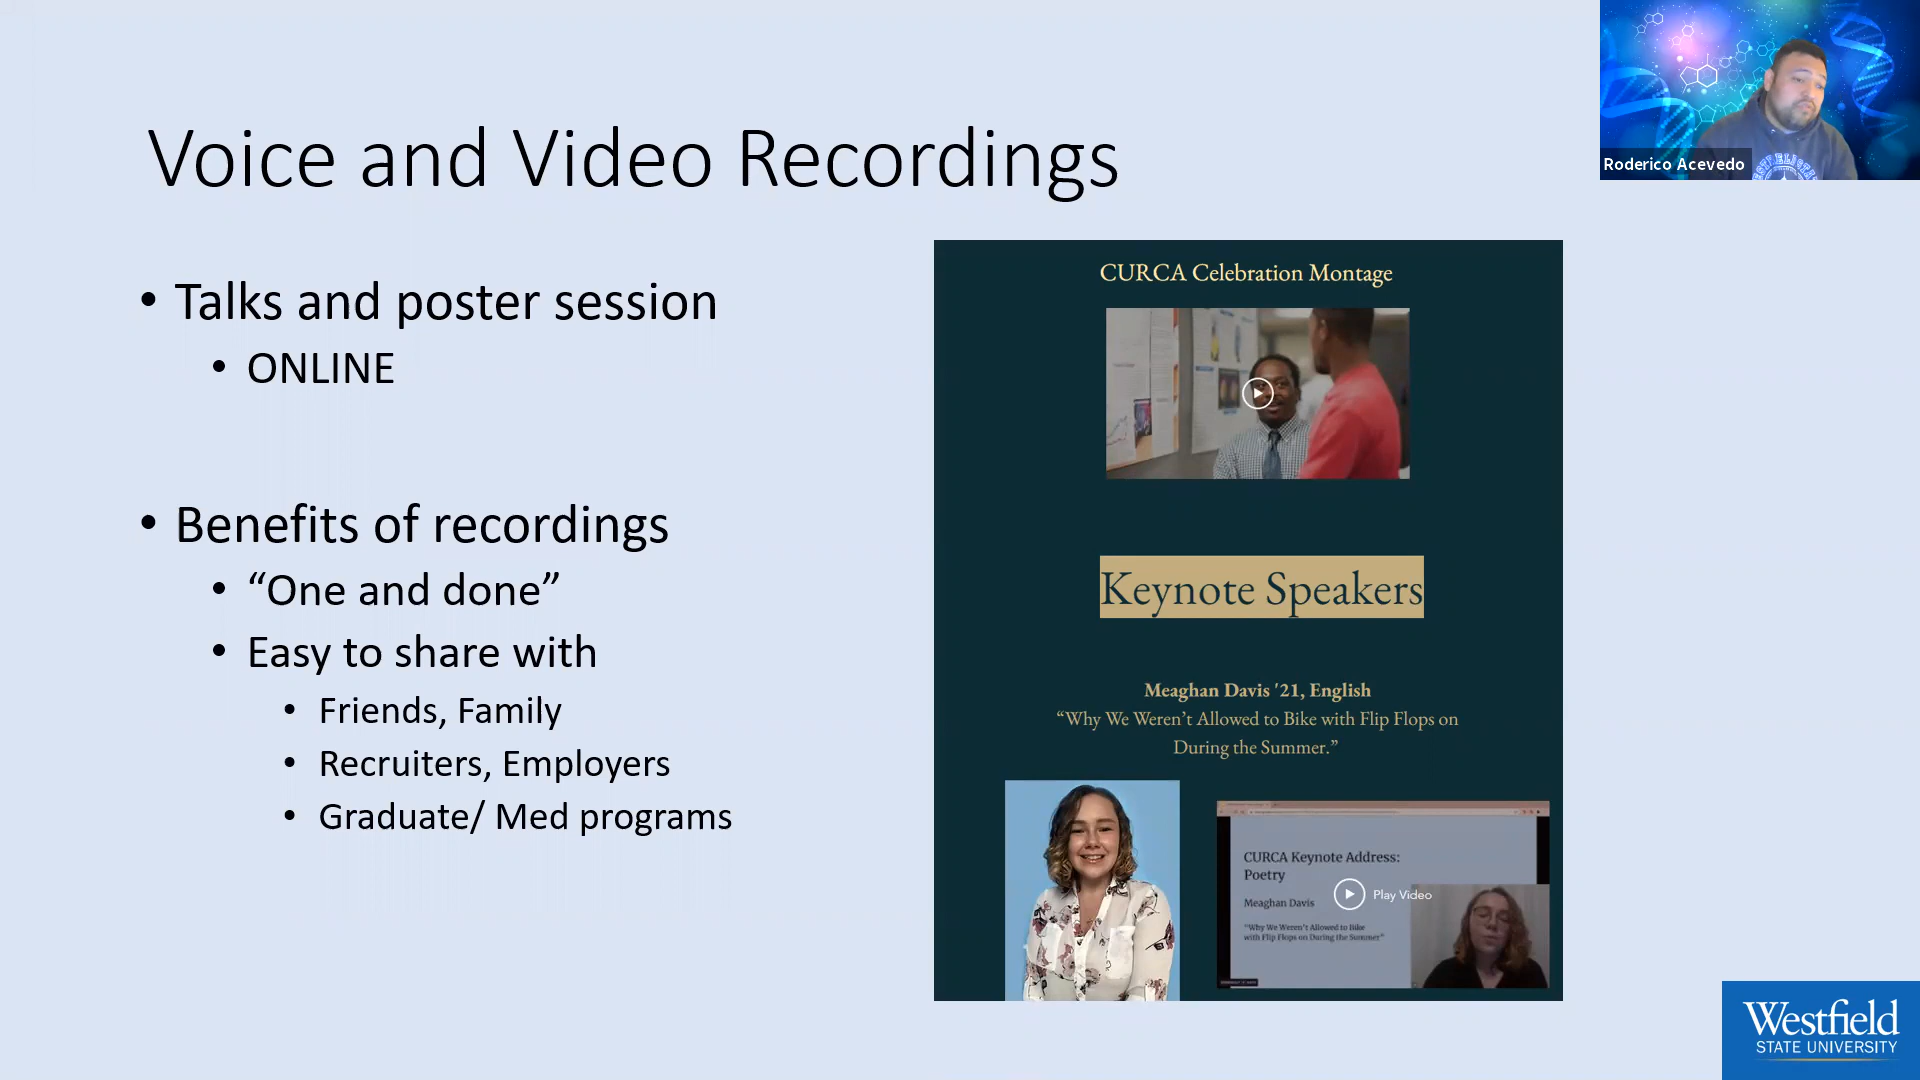 Voice and Video Recordings
Roderico Acevedo
• Talks and poster session
• ONLINE
• Benefits of recordings
• “One and done”
• Easy to share with
• Friends, Family
• Recruiters, Employers
• Graduate/ Med programs
CURCA Celebration Montage
Keynote Speakers
Meaghan Davis '21, English
“Why We Weren’t Allowed to Bike with Flip Flops on
During the Summer.”
CURCA Keynote Address:
Poetry
Meaghan Davis
Play Video
"Why We Weren't Allowed to Bike
with Flip Flops on During the Summer"
Westfield
STATE UNIVERSITY